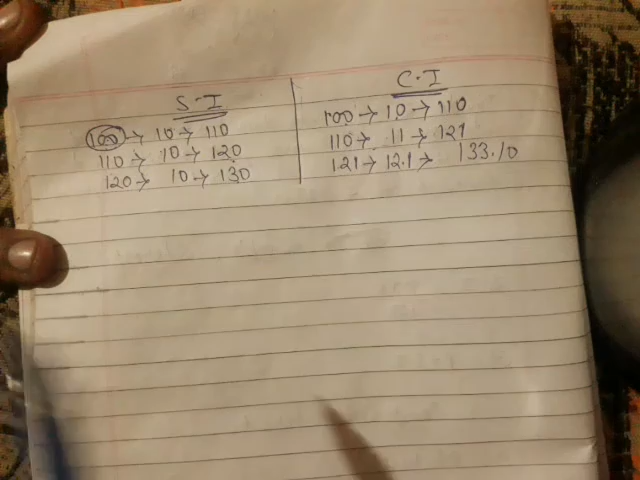 S.I
100 → 10 → 110
110 → 10 → 120
120 → 10 → 130
C.I
100 → 10 → 110
110 → 11 → 121
121 → 12.1 → 133.10